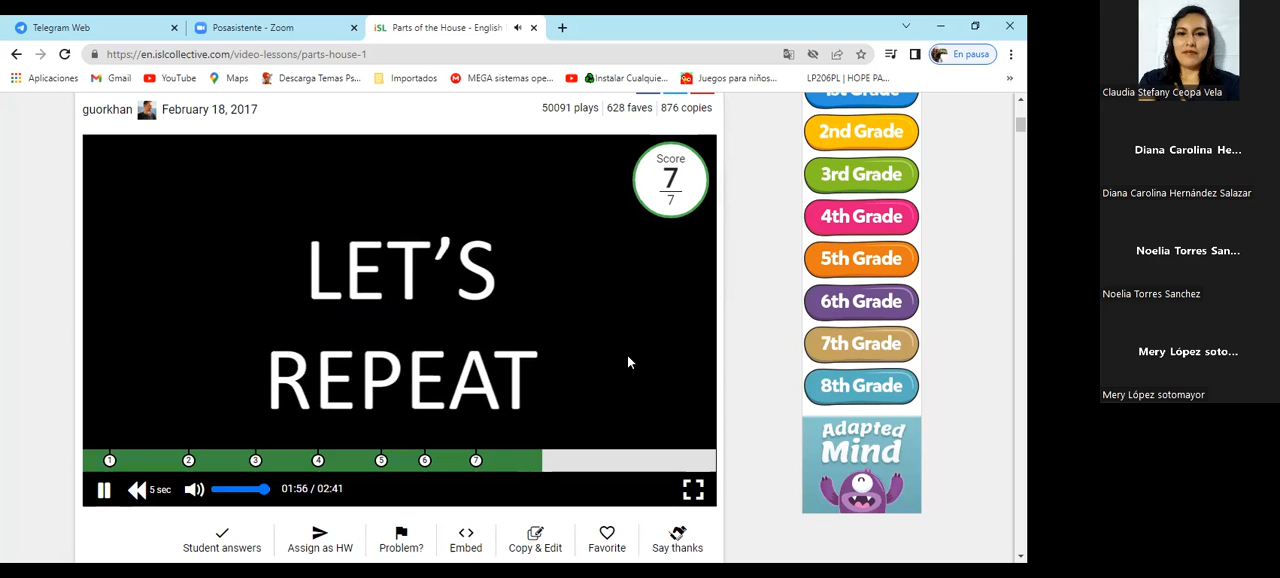 Telegram Web
Posasistente - Zoom
iSL Parts of the House - English
https://en.islcollective.com/video-lessons/parts-house-1
En pausa
Aplicaciones
Gmail
YouTube
Maps
Descarga Temas Ps...
Importados
MEGA sistemas ope...
Instalar Cualquie...
Juegos para niños...
LP206PL | HOPE PA...
»
guorkhan February 18, 2017
50091 plays 628 faves 876 copies
Score
7
7
LET'S
REPEAT
1 2 3 4 5 6 7
5 sec
01:56 / 02:41
Student answers
Assign as HW
Problem?
Embed
Copy & Edit
Favorite
Say thanks
1st Grade
2nd Grade
3rd Grade
4th Grade
5th Grade
6th Grade
7th Grade
8th Grade
Adapted
Mind
Claudia Stefany Ceopa Vela
Diana Carolina He...
Diana Carolina Hernández Salazar
Noelia Torres San...
Noelia Torres Sanchez
Mery López soto...
Mery López sotomayor